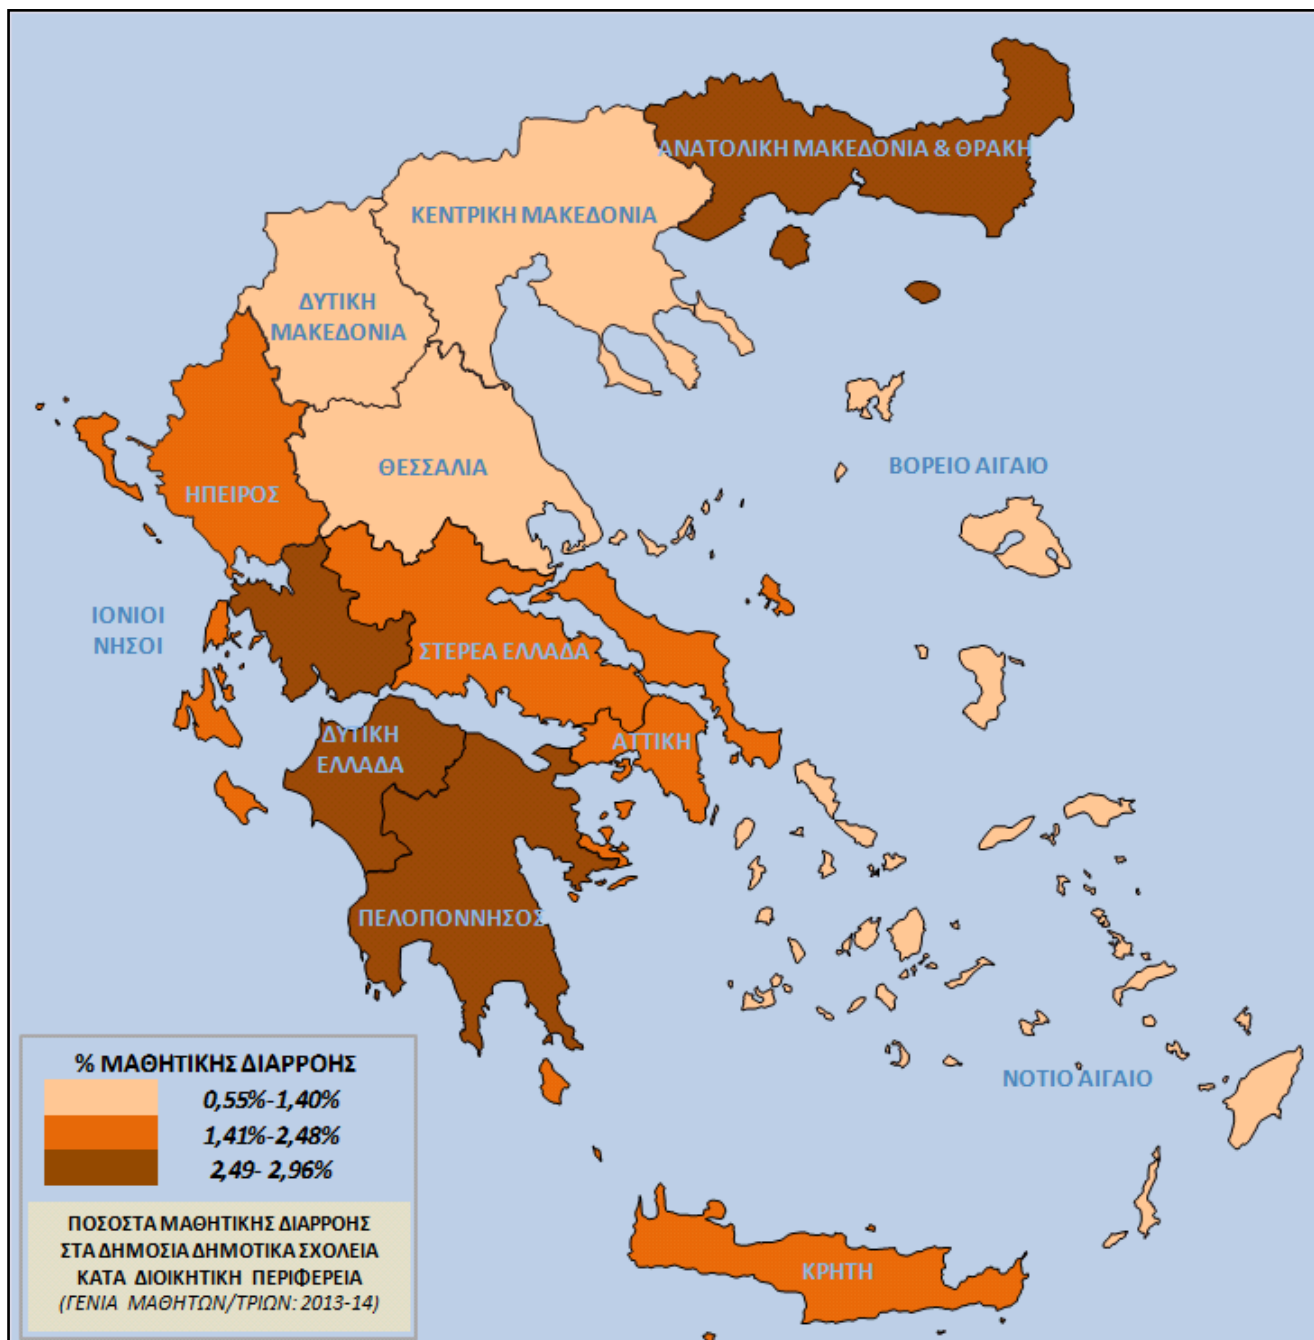 ΑΝΑΤΟΛΙΚΗ ΜΑΚΕΔΟΝΙΑ & ΘΡΑΚΗ
ΚΕΝΤΡΙΚΗ ΜΑΚΕΔΟΝΙΑ
ΔΥΤΙΚΗ
ΜΑΚΕΔΟΝΙΑ
ΘΕΣΣΑΛΙΑ
ΒΟΡΕΙΟ ΑΙΓΑΙΟ
ΗΠΕΙΡΟΣ
ΙΟΝΙΟΙ
ΝΗΣΟΙ
ΣΤΕΡΕΑ ΕΛΛΑΔΑ
ΔΥΤΙΚΗ
ΕΛΛΑΔΑ
ΑΤΤΙΚΗ
ΠΕΛΟΠΟΝΝΗΣΟΣ
ΝΟΤΙΟ ΑΙΓΑΙΟ
ΚΡΗΤΗ
% ΜΑΘΗΤΙΚΗΣ ΔΙΑΡΡΟΗΣ
0,55%-1,40%
1,41%-2,48%
2,49- 2,96%
ΠΟΣΟΣΤΑ ΜΑΘΗΤΙΚΗΣ ΔΙΑΡΡΟΗΣ
ΣΤΑ ΔΗΜΟΣΙΑ ΔΗΜΟΤΙΚΑ ΣΧΟΛΕΙΑ
ΚΑΤΑ ΔΙΟΙΚΗΤΙΚΗ ΠΕΡΙΦΕΡΕΙΑ
(ΓΕΝΙΑ ΜΑΘΗΤΩΝ/ΤΡΙΩΝ: 2013-14)